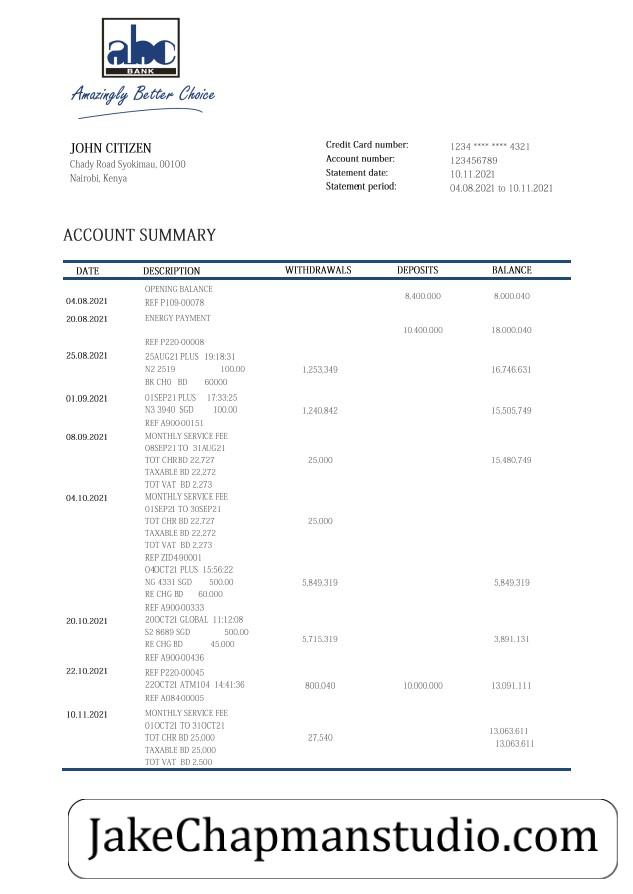 abc
BANK
Amazingly Better Choice
JOHN CITIZEN
Chady Road Syokimau, 00100
Nairobi, Kenya
Credit Card number: 1234 **** **** 4321
Account number: 123456789
Statement date: 10.11.2021
Statement period: 04.08.2021 to 10.11.2021
ACCOUNT SUMMARY
DATE DESCRIPTION WITHDRAWALS DEPOSITS BALANCE
OPENING BALANCE
04.08.2021 REF P109-00078 8,400.000 8.000.040
20.08.2021 ENERGY PAYMENT
10.400.000 18.000.040
REF P220-00008
25.08.2021 25AUG21 PLUS 19:18:31
N2 2519 100.00 1,253,349 16.746.631
BK CHO BD 60000
01.09.2021 01SEP21 PLUS 17:33:25
N3 3940 SGD 100.00 1,240,842 15,505,749
REF A900-00151
08.09.2021 MONTHLY SERVICE FEE
08SEP21 TO 31AUG21
TOT CHRBD 22,727 25,000 15,480,749
TAXABLE BD 22,272
TOT VAT BD 2,273
04.10.2021 MONTHLY SERVICE FEE
01SEP21 TO 30SEP21
TOT CHR BD 22,727 25,000
TAXABLE BD 22,272
TOT VAT BD 2,273
REP ZID490001
04OCT21 PLUS 15:56:22
NG 4331 SGD 500.00 5,849,319 5,849,319
RE CHG BD 60.000
REF A900-00333
20.10.2021 20OCT21 GLOBAL 11:12:08
S2 8689 SGD 500.00
RE CHG BD 45,000 5,715,319 3,891.131
REF A900-00436
22.10.2021 REF P220-00045
22OCT21 ATM104 14:41:36 800,040 10,000,000 13,091,111
REF A084-00005
10.11.2021 MONTHLY SERVICE FEE
01OCT21 TO 31OCT21 13,063.611
TOT CHR BD 25,000 27,540 13,063,611
TAXABLE BD 25,000
TOT VAT BD 2,500
JakeChapmanstudio.com